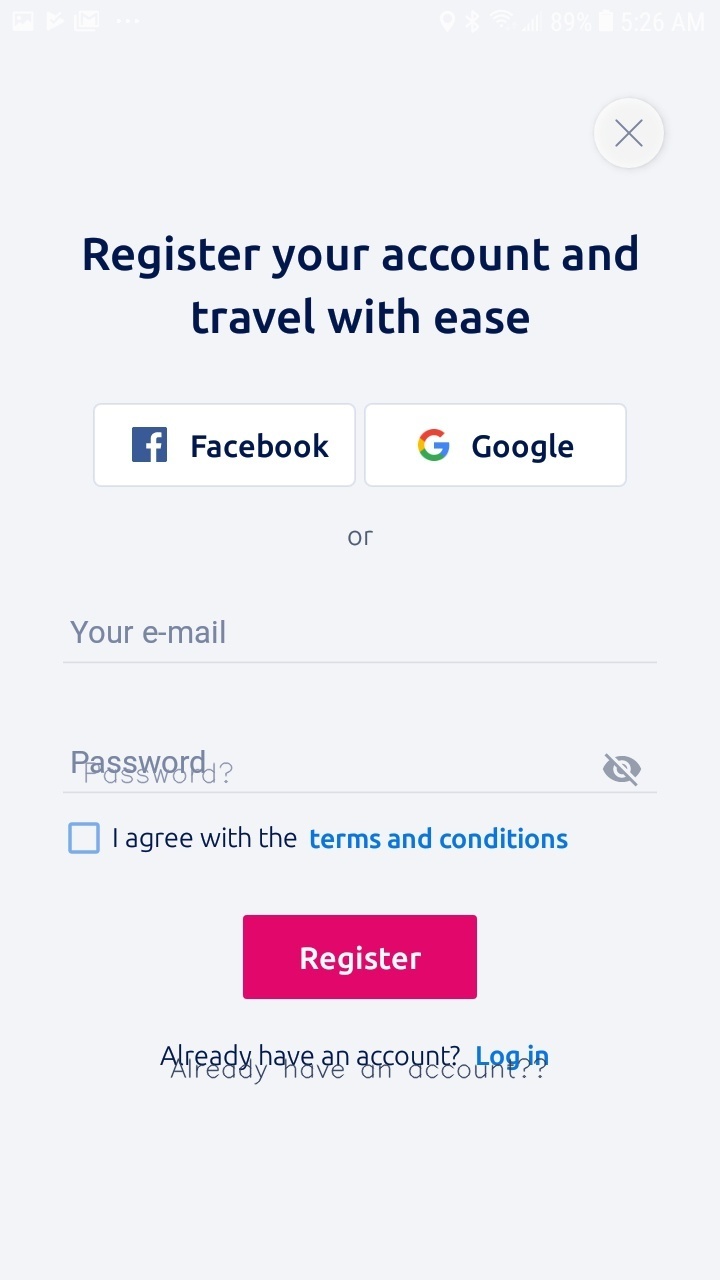 89% 5:26 AM
Register your account and
travel with ease
Facebook Google
or
Your e-mail
Password
Password?
I agree with the terms and conditions
Register
Already have an account? Log in
Already have an account??